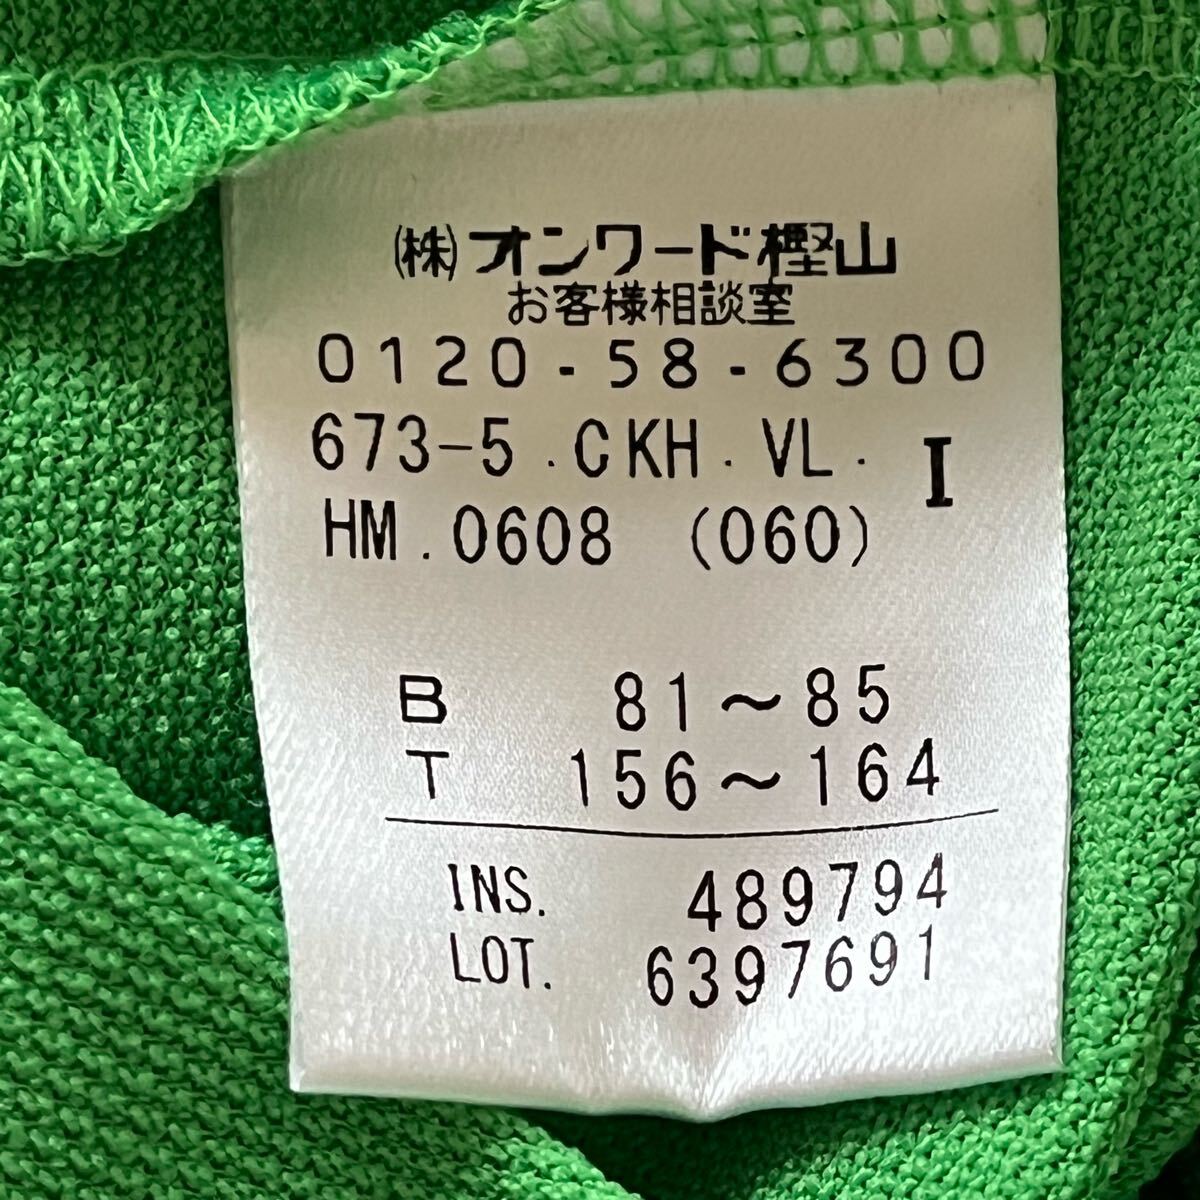 (株)オンワード樫山
お客様相談室
0120-58-6300
673-5.CKH.VL. I
HM.0608 (060)
B 81〜85
T 156〜164
INS. 489794
LOT. 6397691